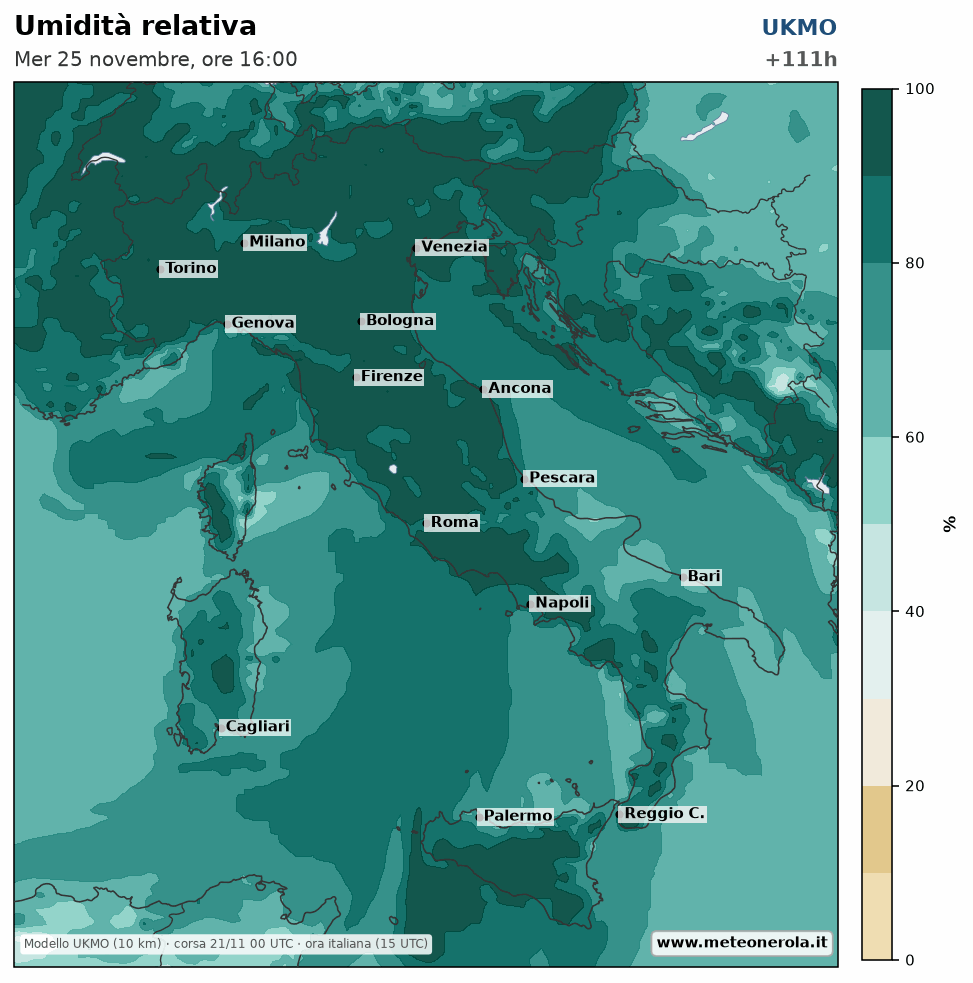 Umidità relativa
UKMO
Mer 25 novembre, ore 16:00
+111h
100
80
60
40
20
0
%
Milano
Venezia
Torino
Genova
Bologna
Firenze
Ancona
Pescara
Roma
Bari
Napoli
Cagliari
Palermo
Reggio C.
Modello UKMO (10 km) · corsa 21/11 00 UTC · ora italiana (15 UTC)
www.meteonerola.it